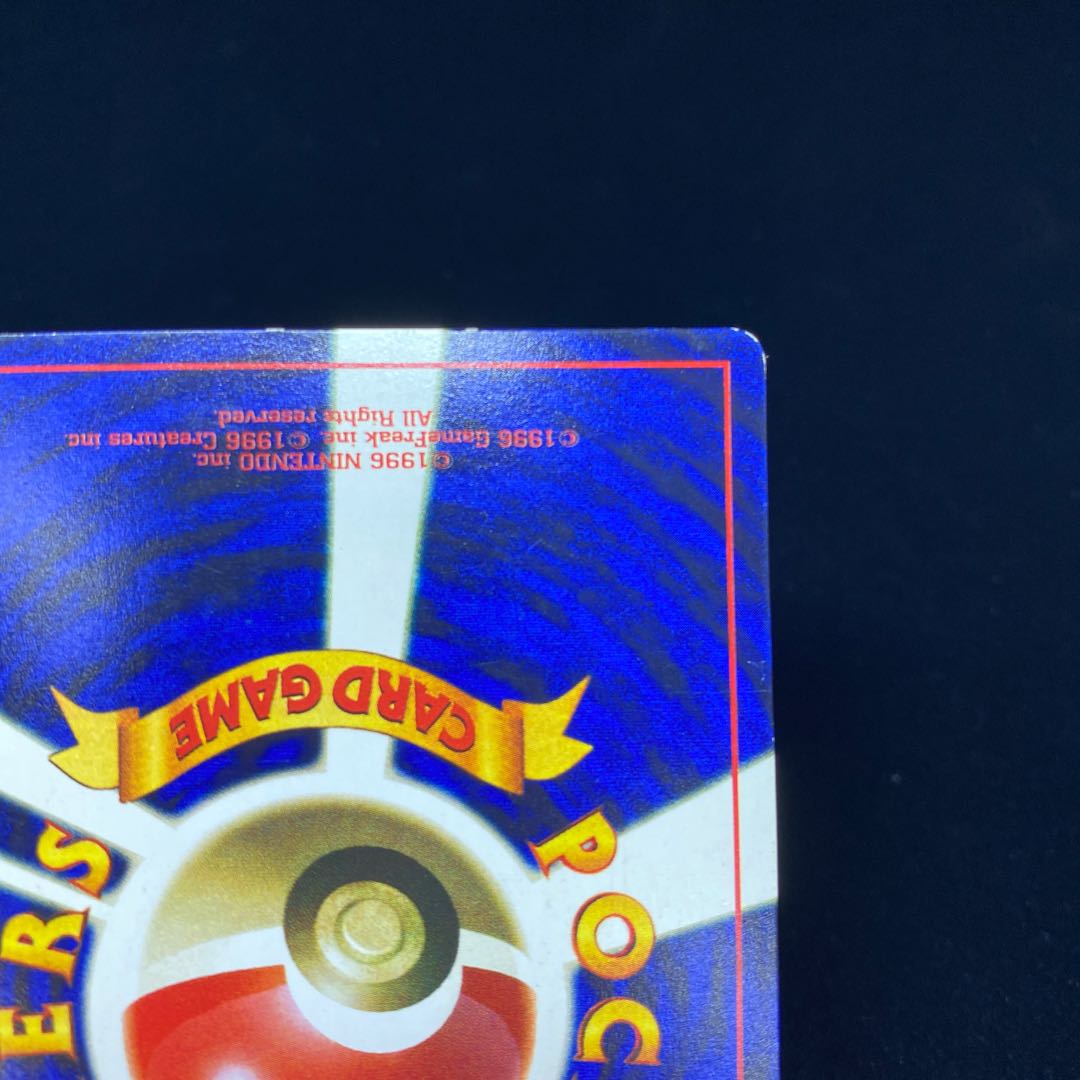 POC
ERS
CARD GAME
©1996 NINTENDO inc.
©1996 GameFreak inc. ©1996 Creatures inc.
All Rights reserved.